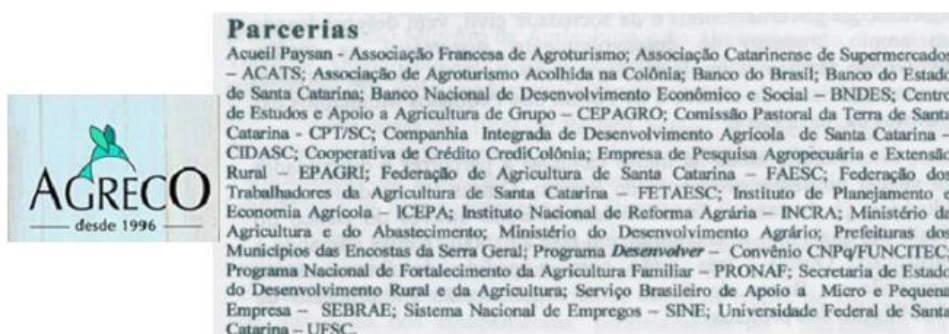 AGRECO
desde 1996
Parcerias
Acueil Paysan - Associação Francesa de Agroturismo; Associação Catarinense de Supermercados
– ACATS; Associação de Agroturismo Acolhida na Colônia; Banco do Brasil; Banco do Estado
de Santa Catarina; Banco Nacional de Desenvolvimento Econômico e Social – BNDES; Centro
de Estudos e Apoio a Agricultura de Grupo – CEPAGRO; Comissão Pastoral da Terra de Santa
Catarina - CPT/SC; Companhia Integrada de Desenvolvimento Agrícola de Santa Catarina -
CIDASC; Cooperativa de Crédito CrediColônia; Empresa de Pesquisa Agropecuária e Extensão
Rural – EPAGRI; Federação de Agricultura de Santa Catarina – FAESC; Federação dos
Trabalhadores da Agricultura de Santa Catarina – FETAESC; Instituto de Planejamento
Economia Agrícola – ICEPA; Instituto Nacional de Reforma Agrária – INCRA; Ministério da
Agricultura e do Abastecimento; Ministério do Desenvolvimento Agrário; Prefeituras dos
Municípios das Encostas da Serra Geral; Programa Desenvolver – Convênio CNPq/FUNCITEC;
Programa Nacional de Fortalecimento da Agricultura Familiar – PRONAF; Secretaria de Estado
do Desenvolvimento Rural e da Agricultura; Serviço Brasileiro de Apoio a Micro e Pequena
Empresa – SEBRAE; Sistema Nacional de Empregos – SINE; Universidade Federal de Santa
Catarina – UFSC.